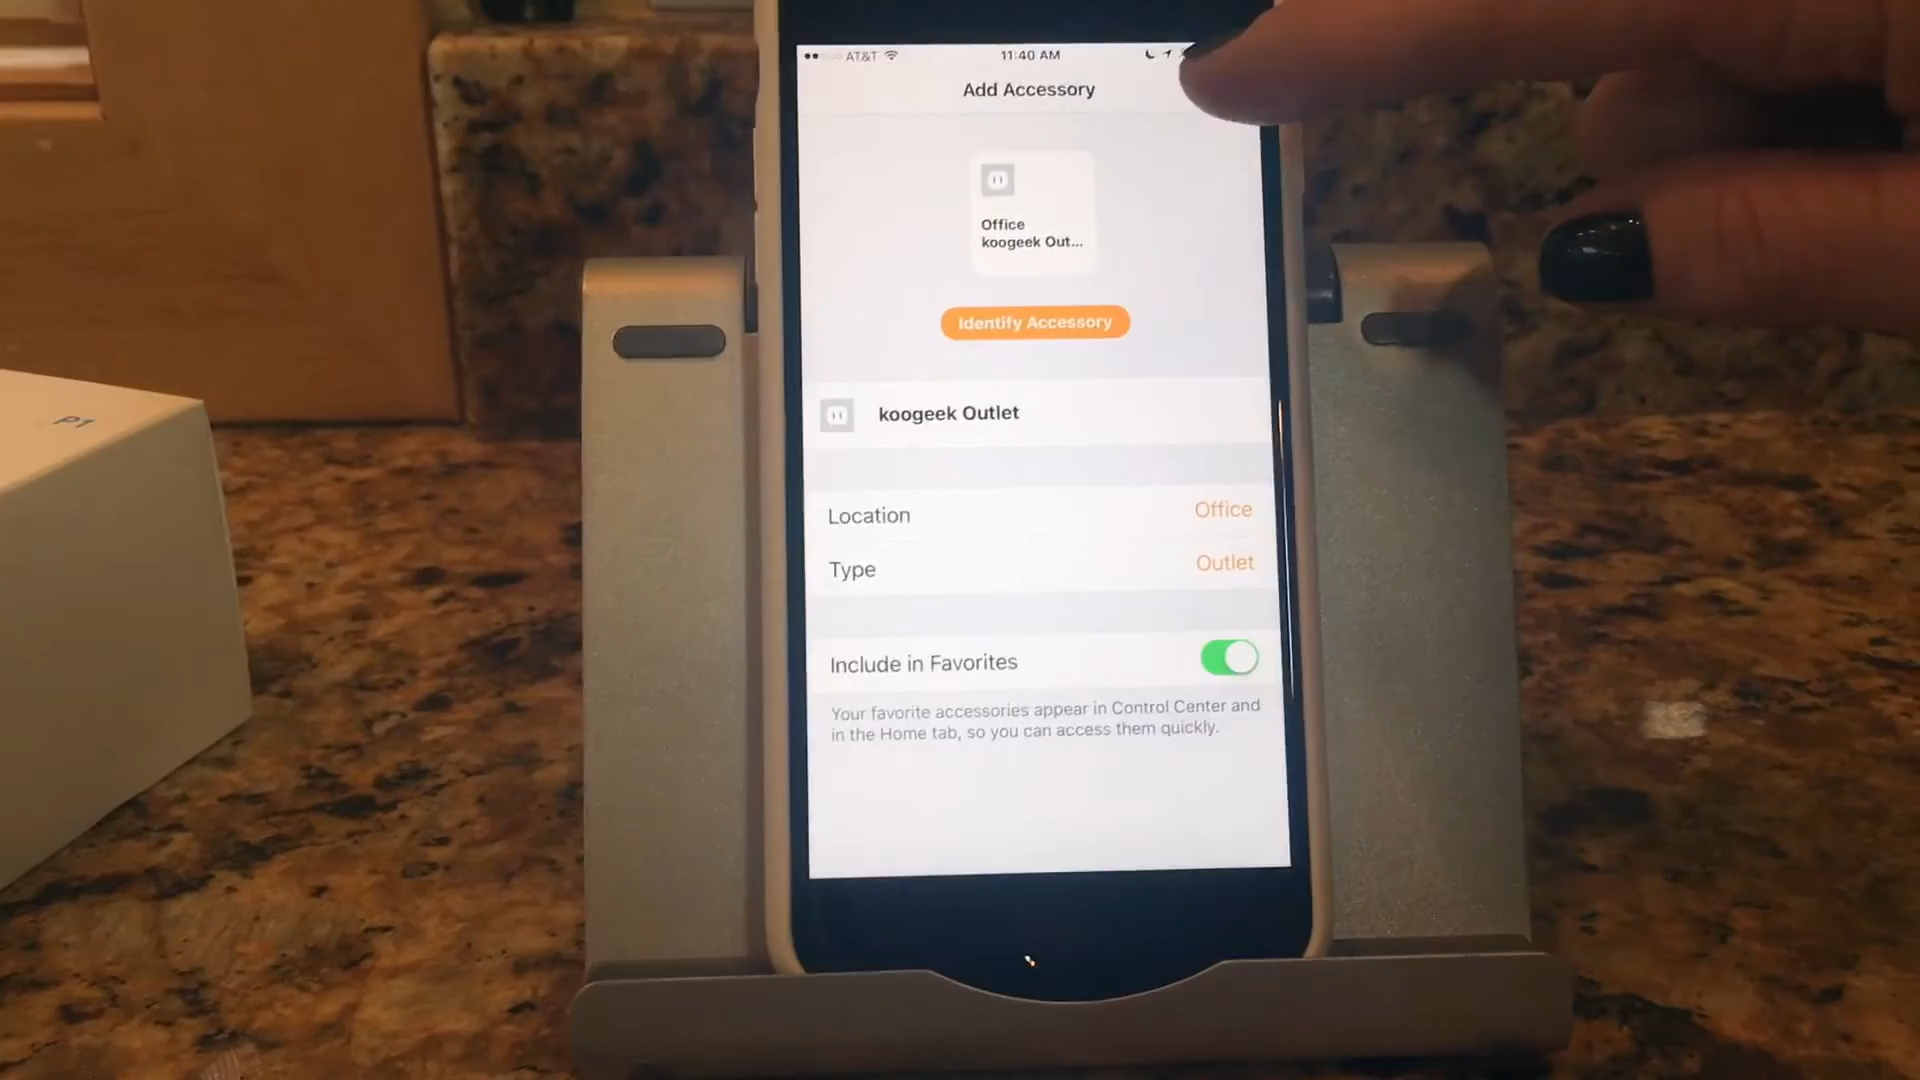 AT&T 11:40 AM
Add Accessory
Office
koogeek Out...
Identify Accessory
koogeek Outlet
Location Office
Type Outlet
Include in Favorites
Your favorite accessories appear in Control Center and
in the Home tab, so you can access them quickly.
P1